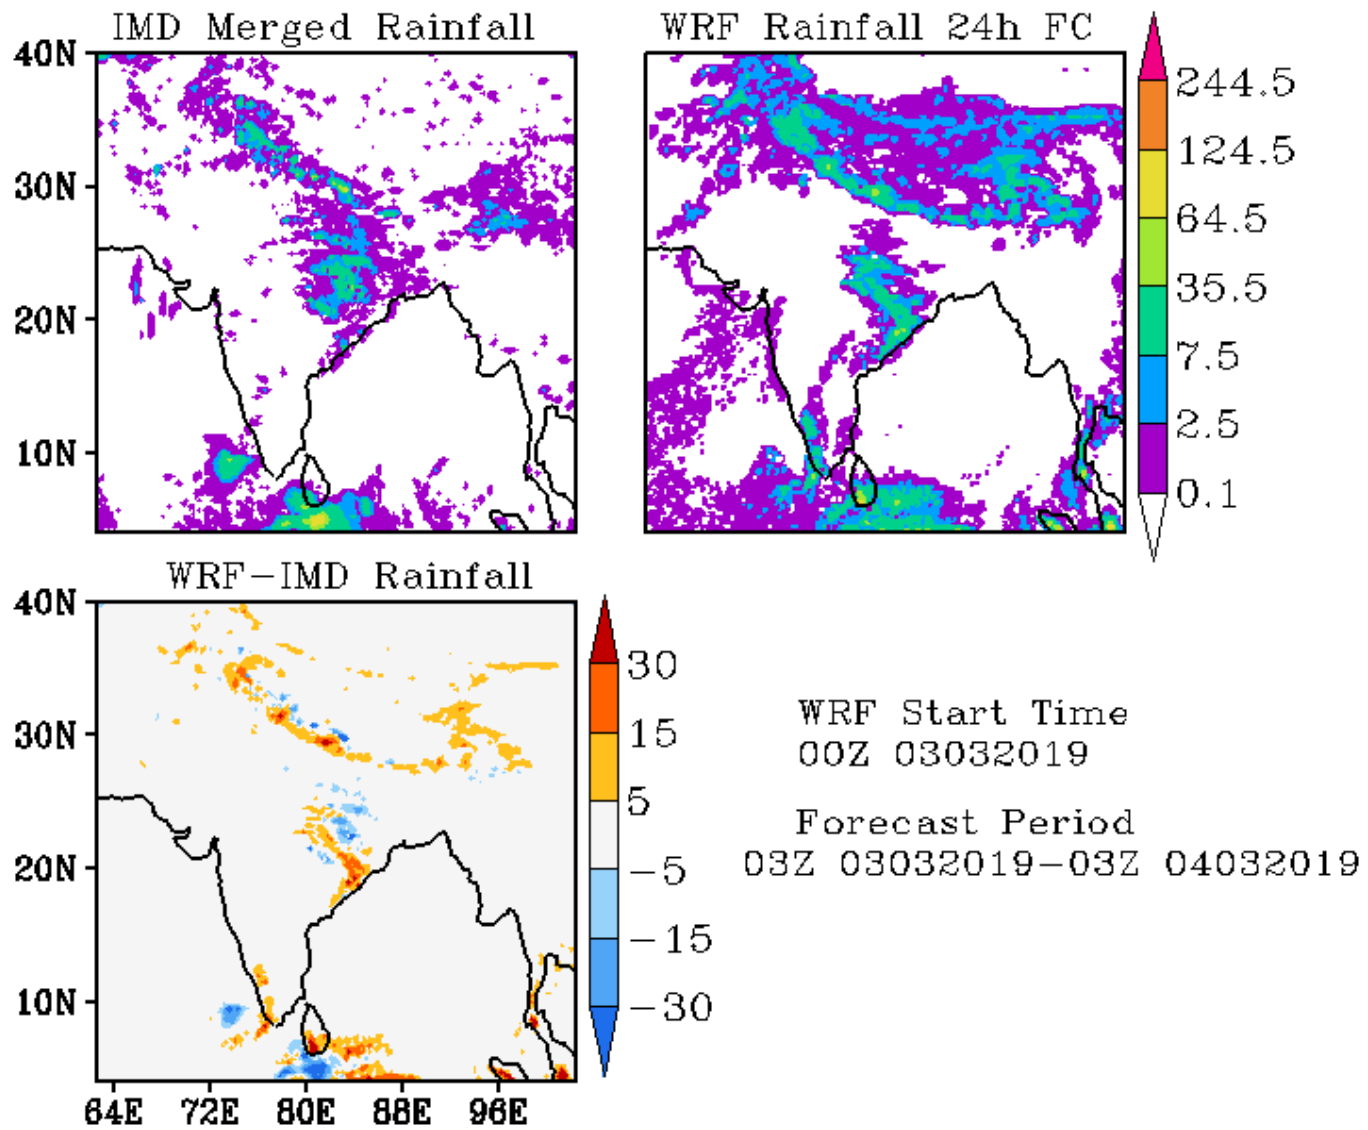 IMD Merged Rainfall
WRF Rainfall 24h FC
40N
30N
20N
10N
244.5
124.5
64.5
35.5
7.5
2.5
0.1
WRF-IMD Rainfall
40N
30N
20N
10N
64E 72E 80E 88E 96E
30
15
5
-5
-15
-30
WRF Start Time
00Z 03032019
Forecast Period
03Z 03032019-03Z 04032019